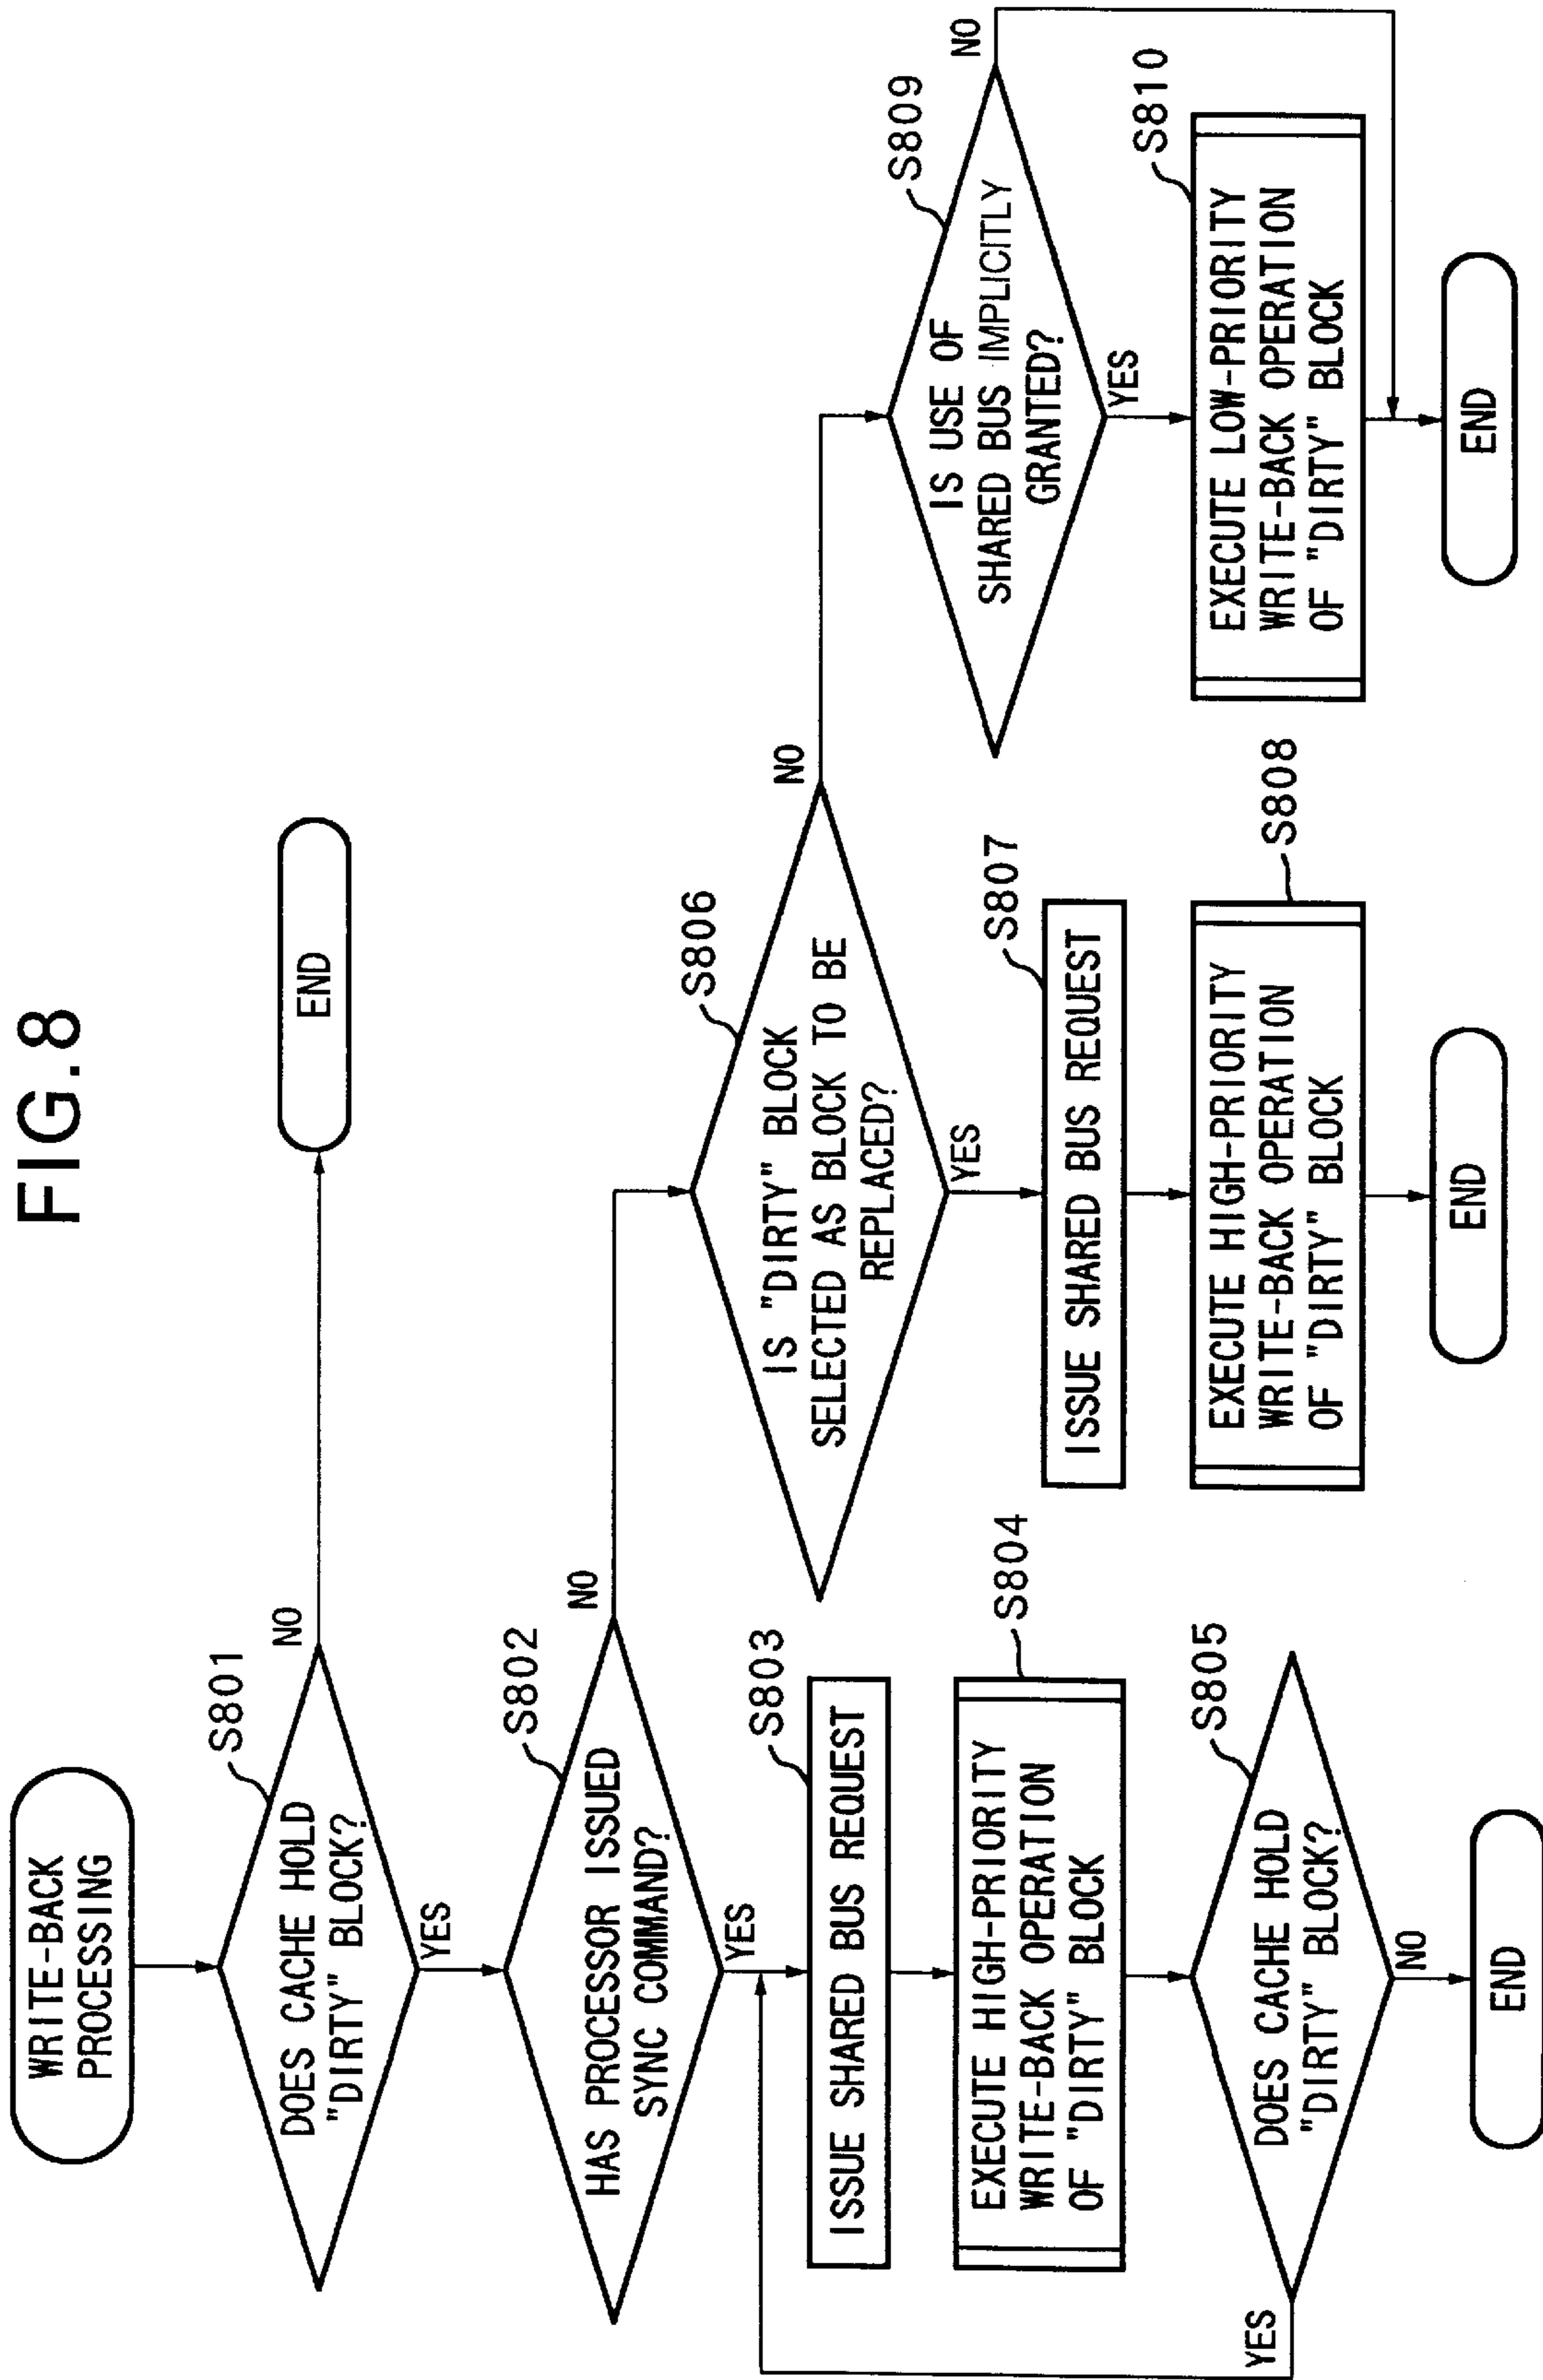 FIG.8
WRITE-BACK
PROCESSING
S801
DOES CACHE HOLD
"DIRTY" BLOCK?
NO
END
YES
S802
HAS PROCESSOR ISSUED
SYNC COMMAND?
NO
YES
S803
ISSUE SHARED BUS REQUEST
S804
EXECUTE HIGH-PRIORITY
WRITE-BACK OPERATION
OF "DIRTY" BLOCK
S805
DOES CACHE HOLD
"DIRTY" BLOCK?
YES
NO
END
S806
IS "DIRTY" BLOCK
SELECTED AS BLOCK TO BE
REPLACED?
NO
YES
S807
ISSUE SHARED BUS REQUEST
S808
EXECUTE HIGH-PRIORITY
WRITE-BACK OPERATION
OF "DIRTY" BLOCK
END
S809
IS USE OF
SHARED BUS IMPLICITLY
GRANTED?
NO
YES
S810
EXECUTE LOW-PRIORITY
WRITE-BACK OPERATION
OF "DIRTY" BLOCK
END